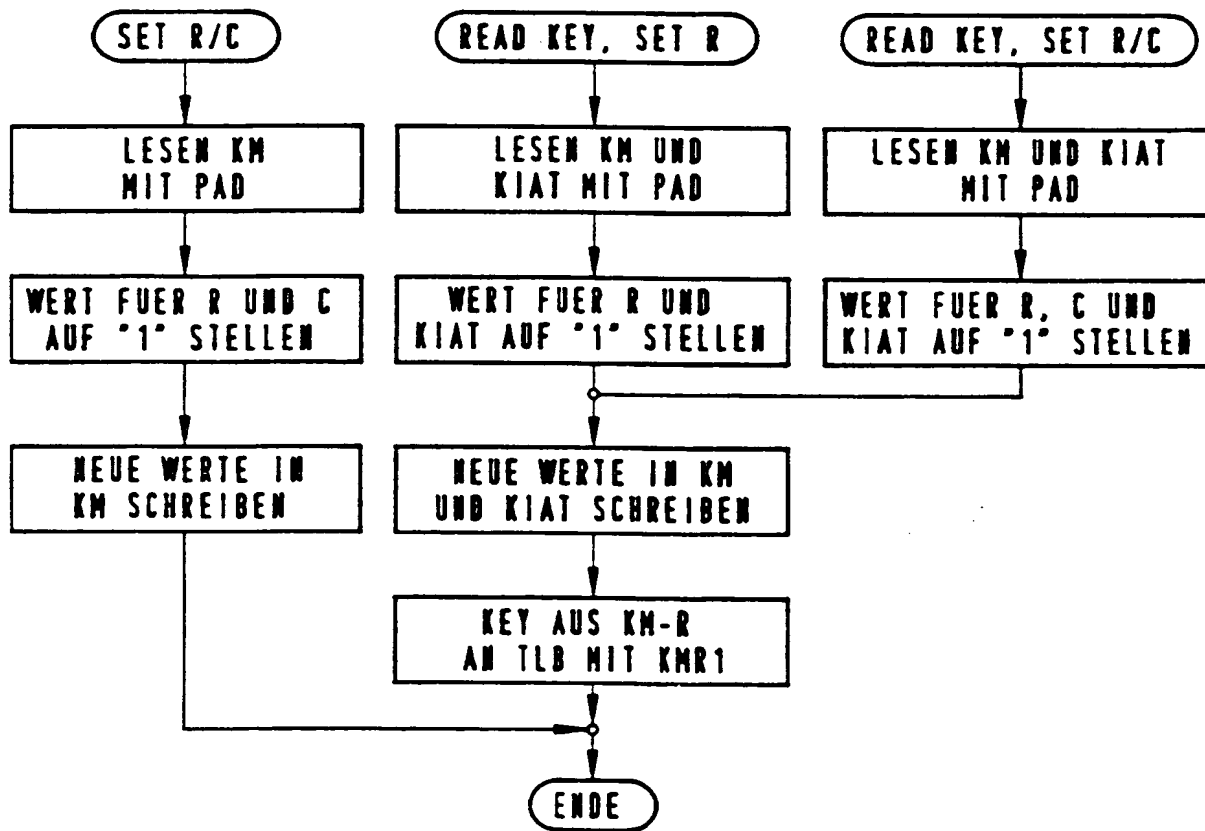 SET R/C
LESEN KM
MIT PAD
WERT FUER R UND C
AUF "1" STELLEN
NEUE WERTE IN
KM SCHREIBEN
READ KEY, SET R
LESEN KM UND
KIAT MIT PAD
WERT FUER R UND
KIAT AUF "1" STELLEN
NEUE WERTE IN KM
UND KIAT SCHREIBEN
KEY AUS KM-R
AN TLB MIT KMR1
READ KEY, SET R/C
LESEN KM UND KIAT
MIT PAD
WERT FUER R, C UND
KIAT AUF "1" STELLEN
ENDE